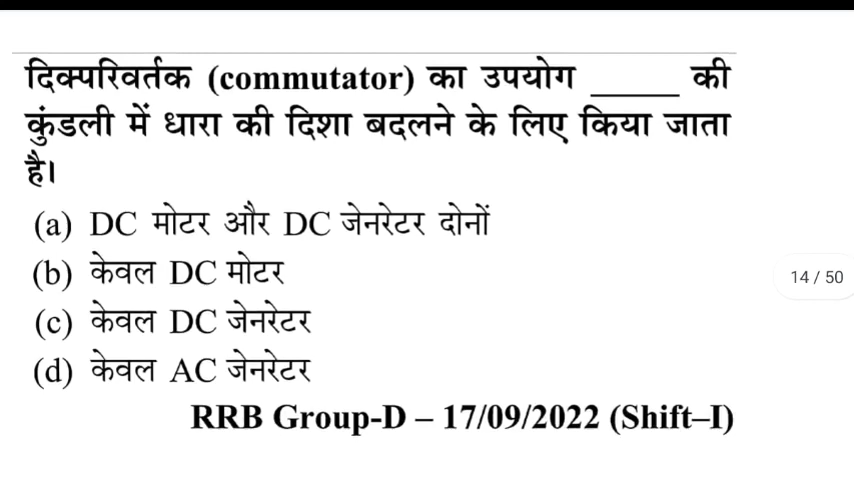 दिक्परिवर्तक (commutator) का उपयोग ______ की
कुंडली में धारा की दिशा बदलने के लिए किया जाता
है।
(a) DC मोटर और DC जेनरेटर दोनों
(b) केवल DC मोटर
14 / 50
(c) केवल DC जेनरेटर
(d) केवल AC जेनरेटर
RRB Group-D – 17/09/2022 (Shift–I)